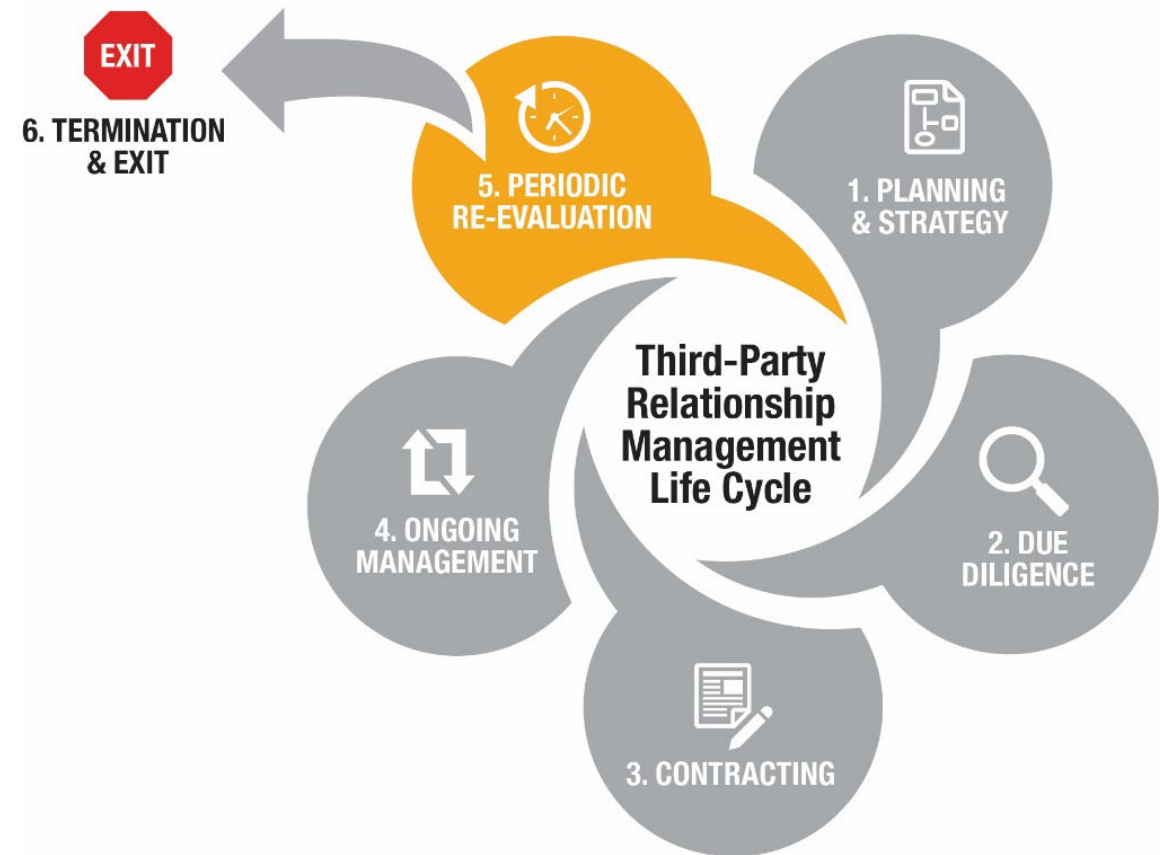 EXIT
6. TERMINATION
& EXIT
5. PERIODIC
RE-EVALUATION
1. PLANNING
& STRATEGY
Third-Party
Relationship
Management
Life Cycle
2. DUE
DILIGENCE
4. ONGOING
MANAGEMENT
3. CONTRACTING